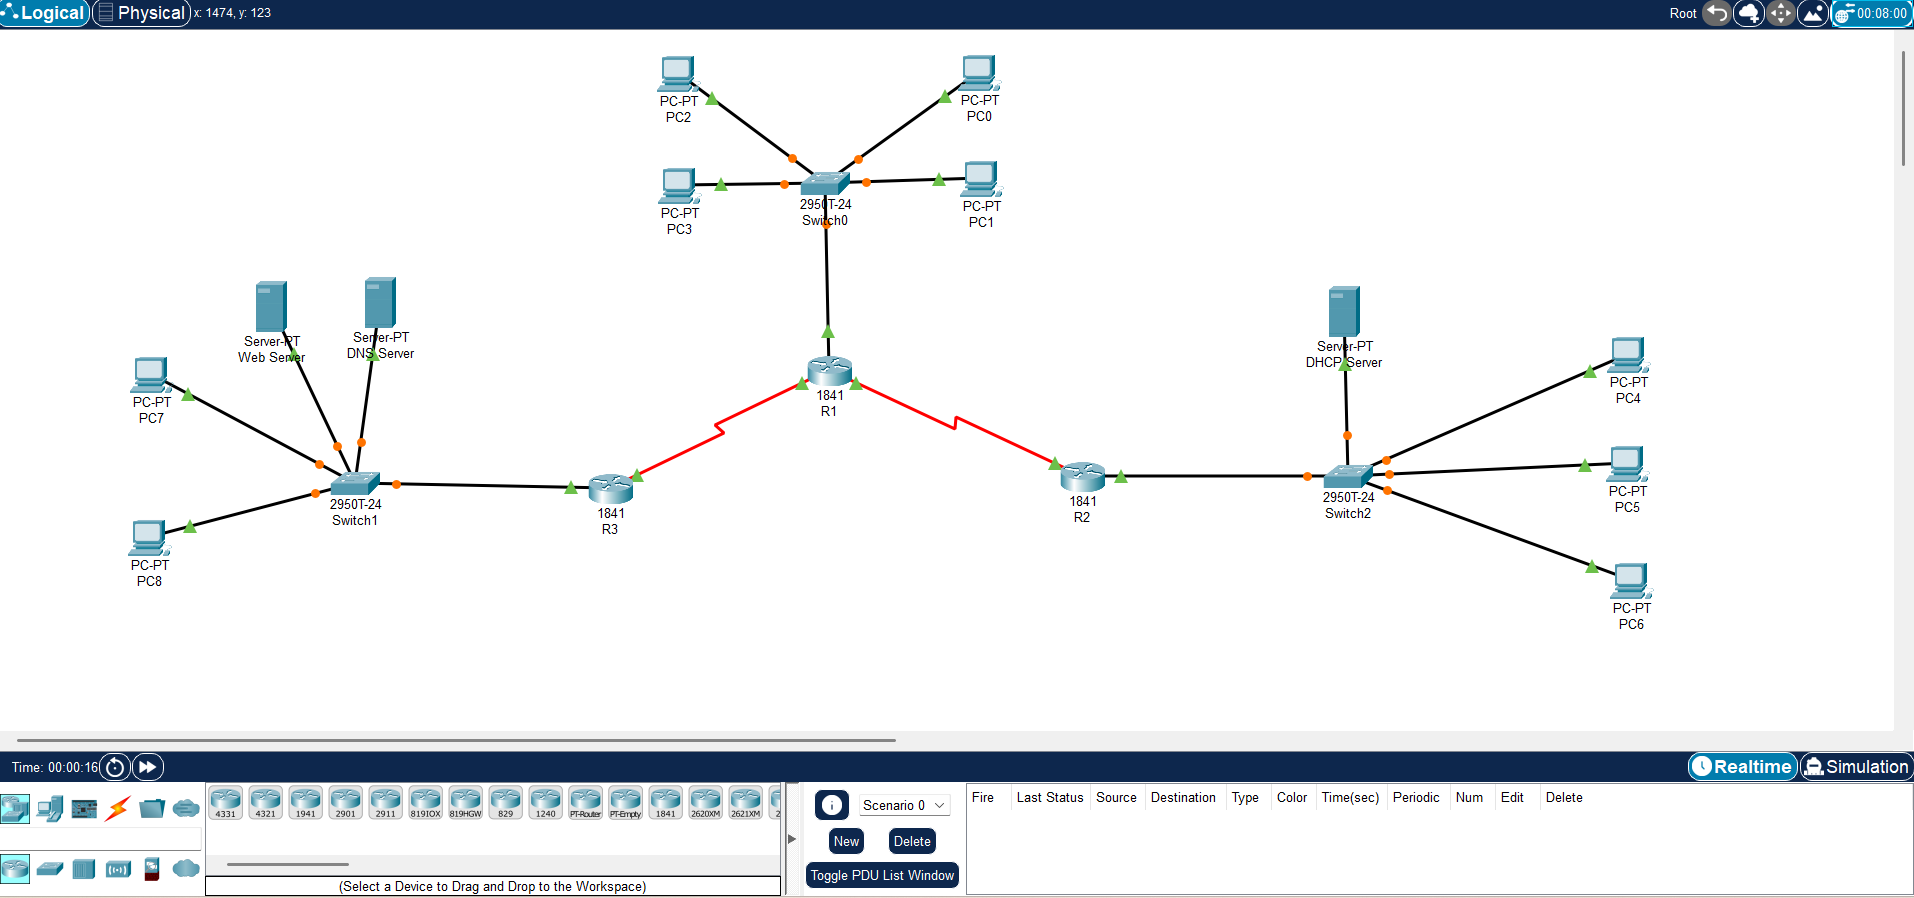 Logical
Physical
x: 1474, y: 123
Root
00:08:00
PC-PT
PC2
PC-PT
PC0
PC-PT
PC3
2950T-24
Switch0
PC-PT
PC1
Server-PT
Web Server
Server-PT
DNS Server
Server-PT
DHCP Server
PC-PT
PC7
1841
R1
PC-PT
PC4
2950T-24
Switch1
1841
R3
1841
R2
2950T-24
Switch2
PC-PT
PC5
PC-PT
PC8
PC-PT
PC6
Time: 00:00:16
Realtime
Simulation
4331
4321
1941
2901
2911
819IOX
819HGW
829
1240
PT-Router
PT-Empty
1841
2620XM
2621XM
2
(Select a Device to Drag and Drop to the Workspace)
Scenario 0
New
Delete
Toggle PDU List Window
Fire Last Status Source Destination Type Color Time(sec) Periodic Num Edit Delete